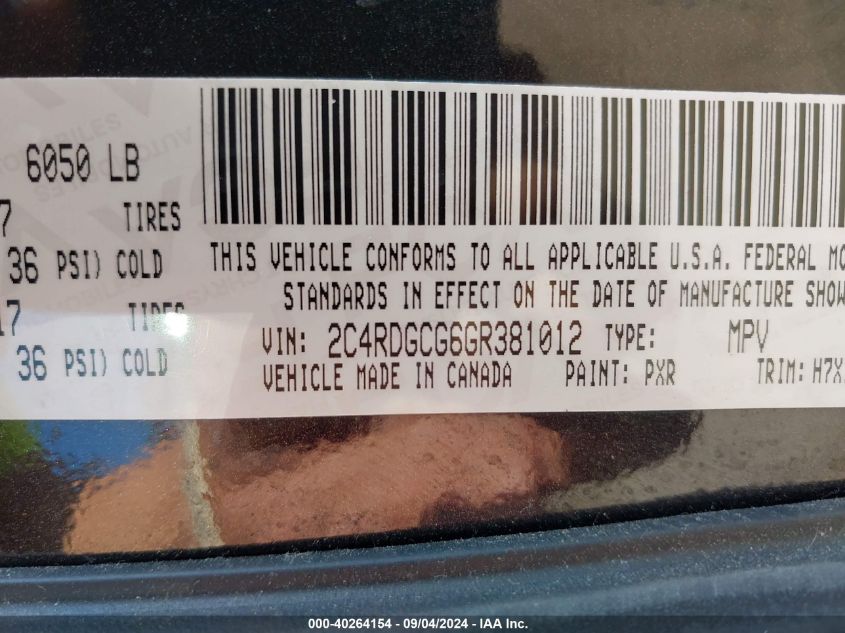 6050 LB
7 TIRES
36 PSI) COLD
17 TIRES
36 PSI) COLD
THIS VEHICLE CONFORMS TO ALL APPLICABLE U.S.A. FEDERAL MO
STANDARDS IN EFFECT ON THE DATE OF MANUFACTURE SHOW
VIN: 2C4RDGCG6GR381012 TYPE: MPV
VEHICLE MADE IN CANADA PAINT: PXR TRIM: H7X
000-40264154 - 09/04/2024 - IAA Inc.